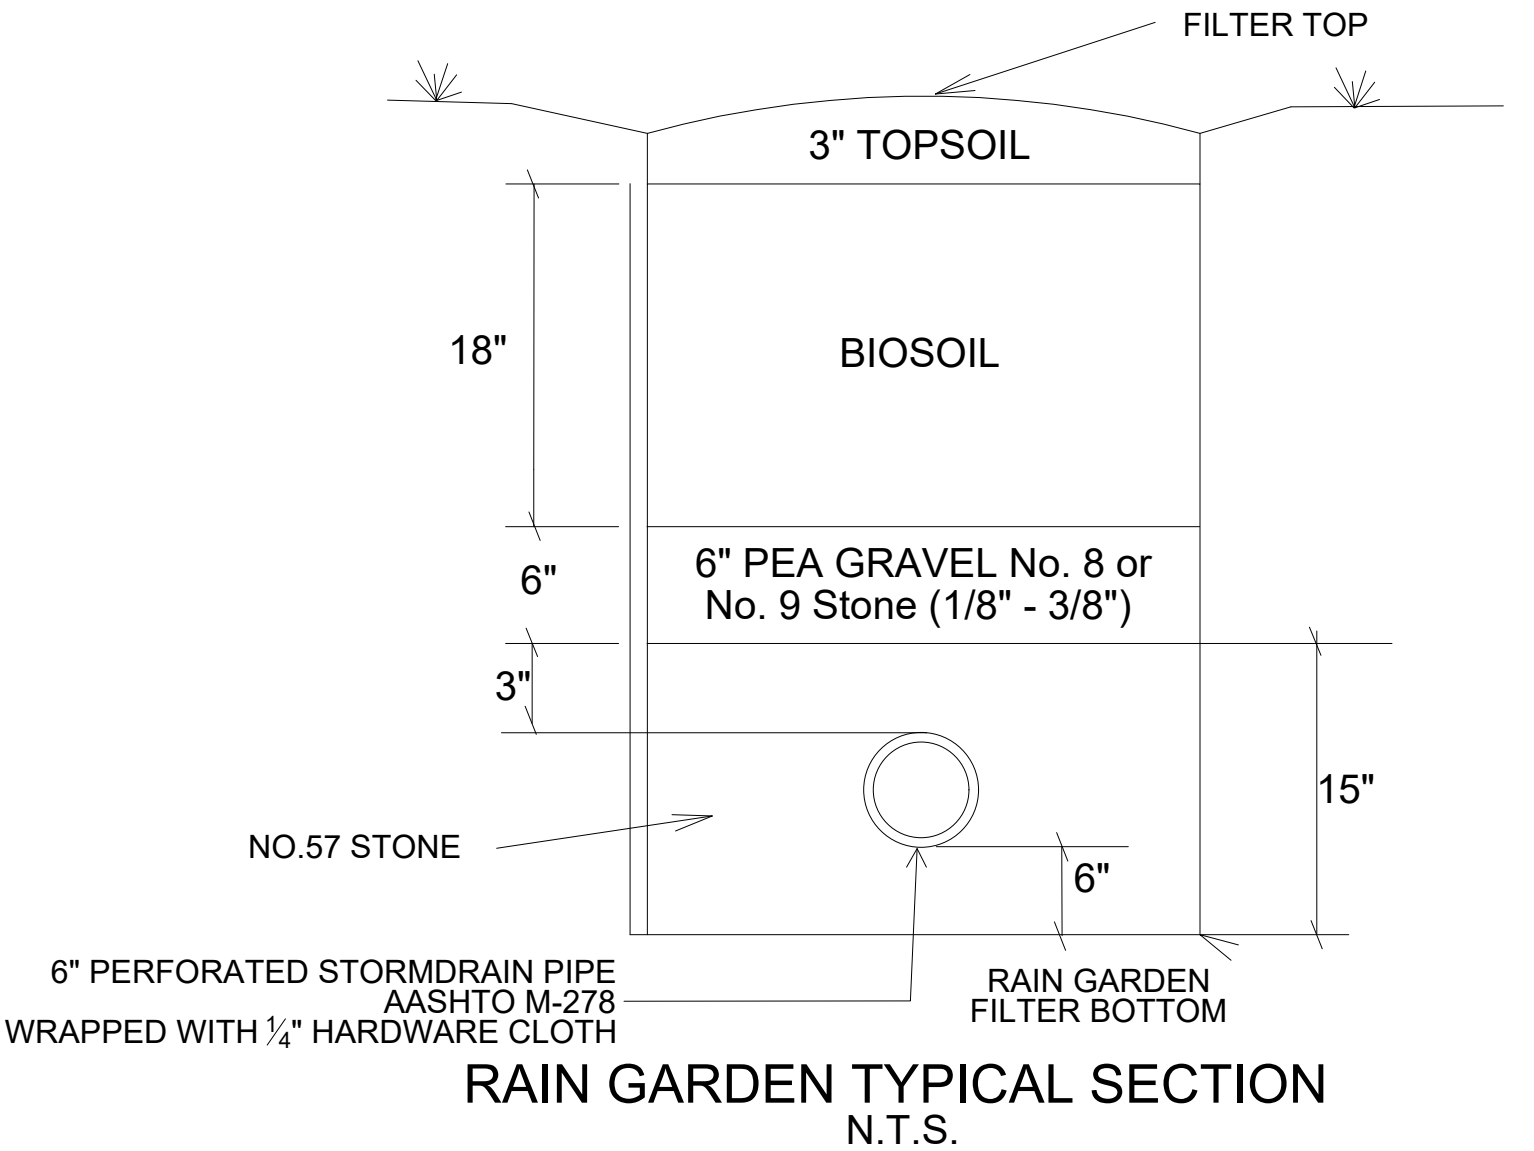 FILTER TOP
3" TOPSOIL
18"
BIOSOIL
6"
6" PEA GRAVEL No. 8 or
No. 9 Stone (1/8" - 3/8")
3"
15"
NO.57 STONE
6"
6" PERFORATED STORMDRAIN PIPE
AASHTO M-278
WRAPPED WITH ¼" HARDWARE CLOTH
RAIN GARDEN
FILTER BOTTOM
RAIN GARDEN TYPICAL SECTION
N.T.S.